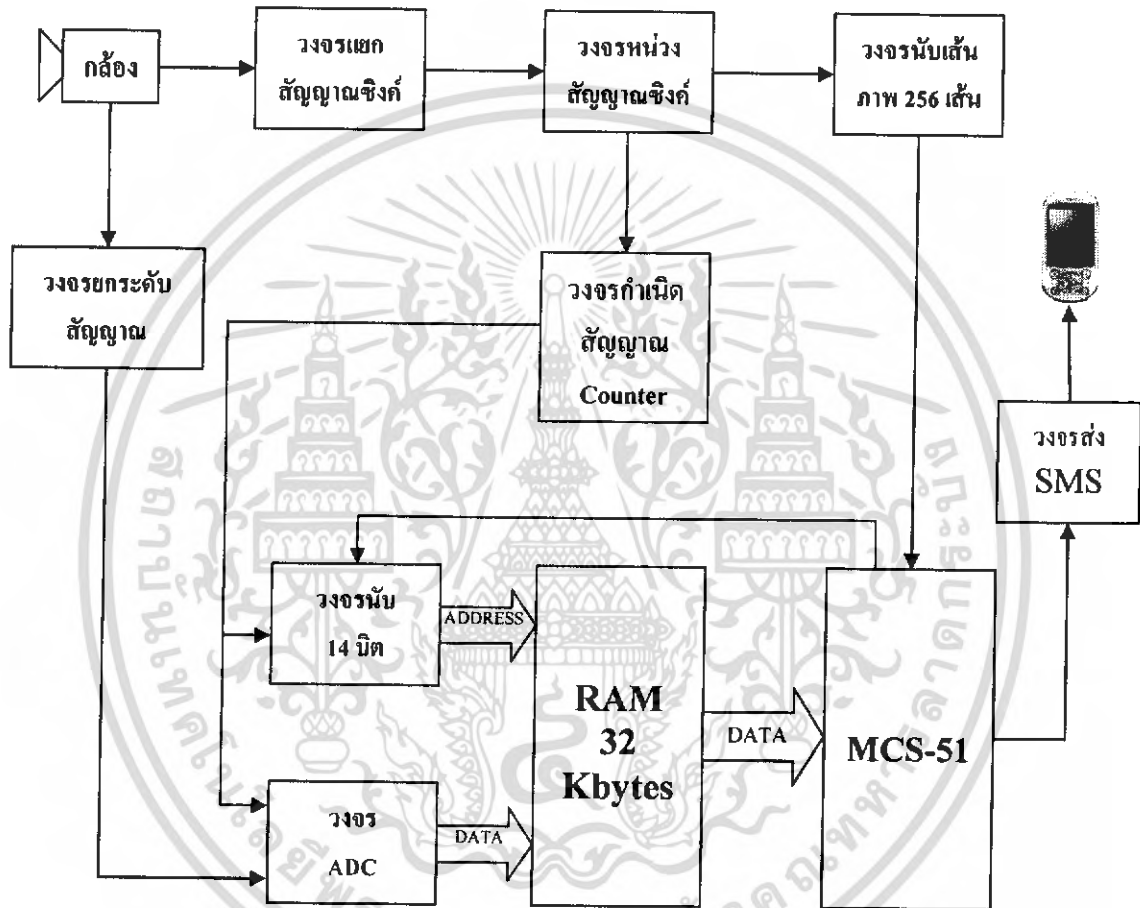 กล้อง
วงจรแยก
สัญญาณซิงค์
วงจรหน่วง
สัญญาณซิงค์
วงจรนับเส้น
ภาพ 256 เส้น
วงจรยกระดับ
สัญญาณ
วงจรกำเนิด
สัญญาณ
Counter
วงจรส่ง
SMS
วงจรนับ
14 บิต
ADDRESS
RAM
32
Kbytes
DATA
MCS-51
วงจร
ADC
DATA